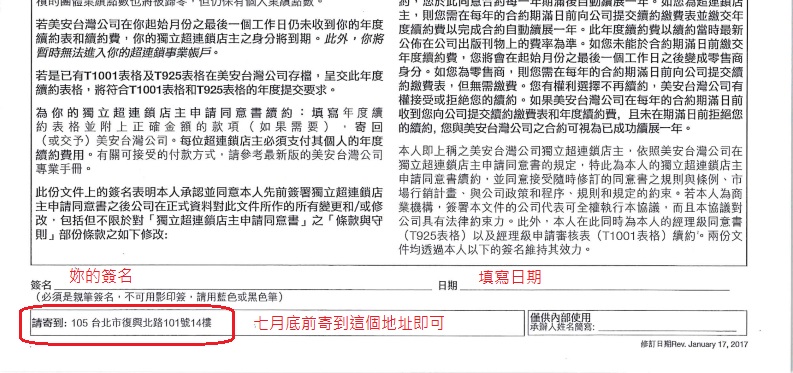 積的團體業績點數也將被歸零，但仍保有個人業績點數。
若美安台灣公司在你起始月份之最後一個工作日仍未收到你的年度
續約表和續約費用，你的獨立超連鎖店主身分將到期。此外，你將
暫時無法進入你的超連鎖事業帳戶。
若是已有T1001表格及T925表格在美安台灣公司存檔，呈交此年度
續約表格，將符合T1001表格和T925表格的年度提交要求。
為你的獨立超連鎖店主申請同意書續約：填寫年度續
約表格並附上正確金額的款項（如果需要），寄回
（或交予）美安台灣公司。每位超連鎖店主必須支付其個人的年度
續約費用。有關可接受的付款方式，請參考最新版的美安台灣公司
專業手冊。
此份文件上的簽名表明本人承認並同意本人先前簽署獨立超連鎖店
主申請同意書之後公司在正式資料對此文件所作的所有變更和/或修
改，包括但不限於對「獨立超連鎖店主申請同意書」之「條款與守
則」部份條款之如下修改:
約，您於此同意合約每一年期滿後自動續展一年。如您為超連鎖店
主，則您需在每年的合約期滿日前向公司提交續約繳費表並繳交年
度續約費以完成合約自動續展一年。此年度續約費以續約當時最新
公佈在公司出版刊物上的費率為準。如您未能於合約期滿日前繳交
年度續約費，您將會在起始月份之最後一個工作日之後變成零售商
身分。如您為零售商，則您需在每年的合約期滿日前向公司提交續
約繳費表，但無需繳費。您有權利選擇不再續約，美安台灣公司有
權接受或拒絕您的續約。如果美安台灣公司在每年的合約期滿日前
收到您向公司提交續約繳費表和年度續約費，且未在期滿日前拒絕您
的續約，您與美安台灣公司之合約可視為已成功續展一年。
本人即上稱之美安台灣公司獨立超連鎖店主，依照美安台灣公司在
獨立超連鎖店主申請同意書的規定，特此為本人的獨立超連鎖店主
申請同意書續約，並同意接受隨時修訂的同意書之規則與條例、市
場行銷計畫、與公司政策和程序、規則和規定的約束。若本人為商
業機構，簽署本文件的公司代表可全權執行本協議，而且本協議對
公司具有法律約束力。此外，本人在此同時為本人的經理級同意書
（T925表格）以及經理級申請審核表（T1001表格）續約。兩份文
件均透過本人以下的簽名維持其效力。
簽名 妳的簽名 日期 填寫日期
（必須是親筆簽名，不可用影印簽，請用藍色或黑色筆）
請寄到: 105 台北市復興北路101號14樓 七月底前寄到這個地址即可
僅供內部使用
承辦人姓名簡寫:
修訂日期Rev. January 17, 2017